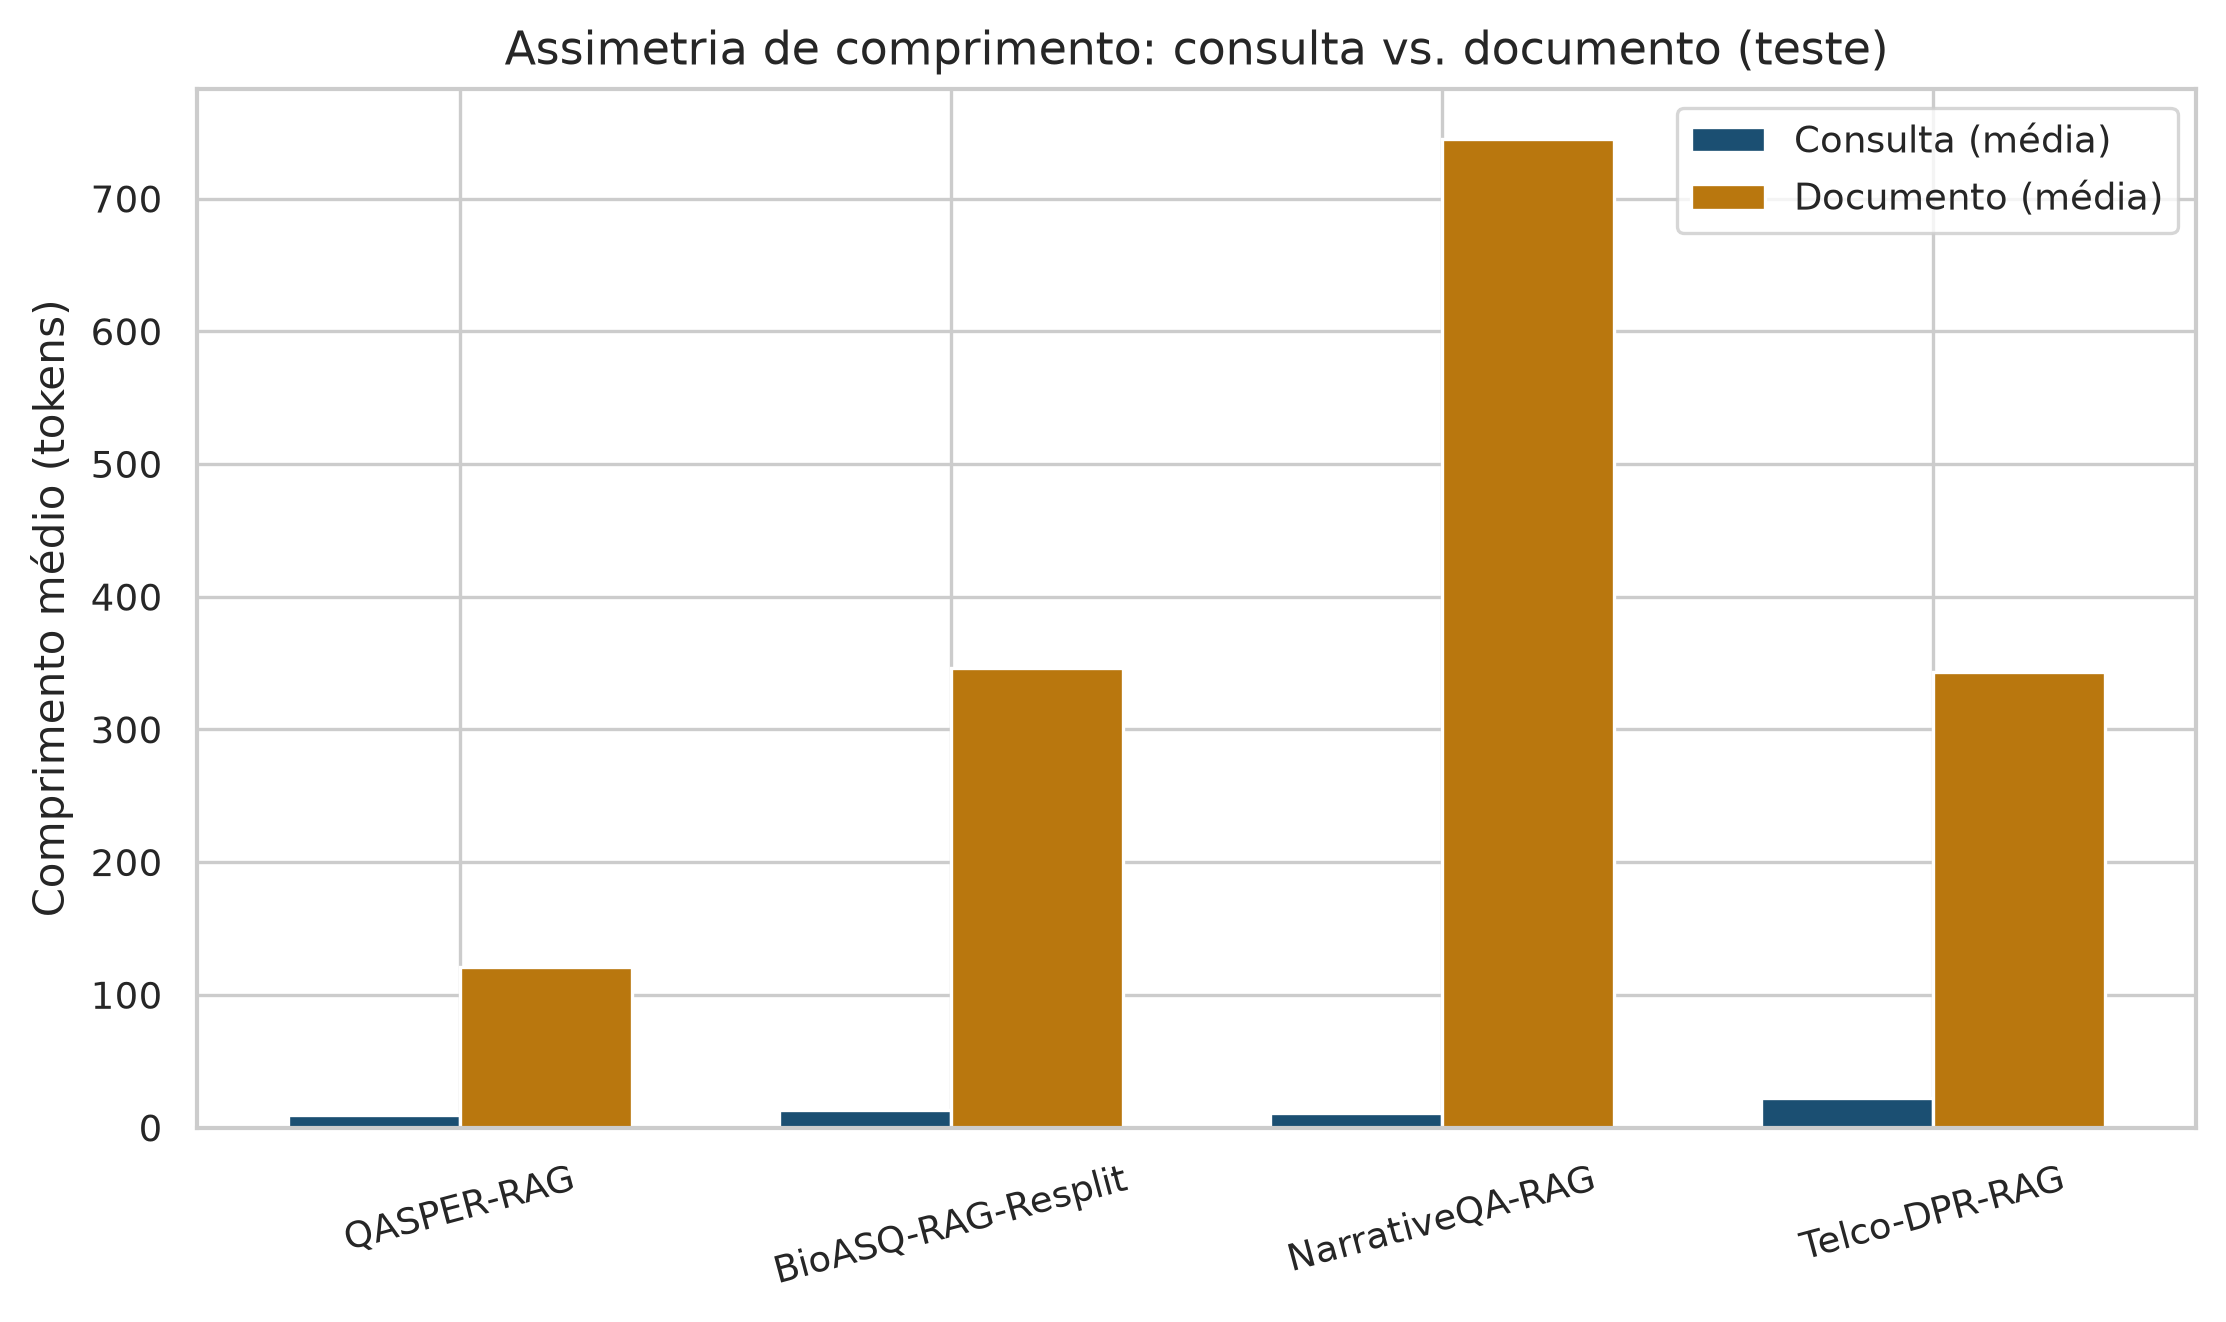 Assimetria de comprimento: consulta vs. documento (teste)
Consulta (média)
Documento (média)
Comprimento médio (tokens)
700
600
500
400
300
200
100
0
QASPER-RAG
BioASQ-RAG-Resplit
NarrativeQA-RAG
Telco-DPR-RAG